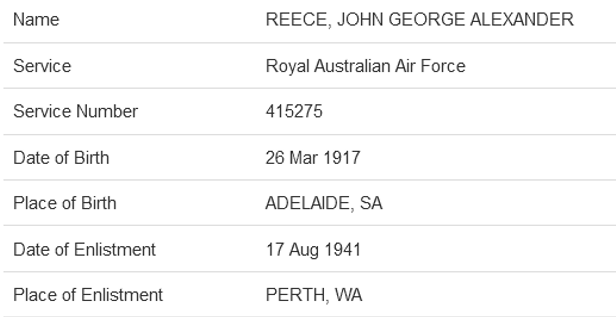 Name REECE, JOHN GEORGE ALEXANDER
Service Royal Australian Air Force
Service Number 415275
Date of Birth 26 Mar 1917
Place of Birth ADELAIDE, SA
Date of Enlistment 17 Aug 1941
Place of Enlistment PERTH, WA